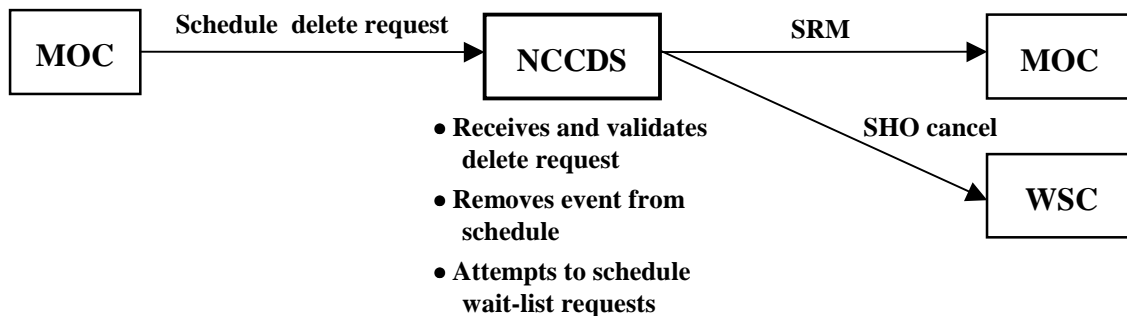 MOC
Schedule delete request
NCCDS
SRM
MOC
SHO cancel
WSC
• Receives and validates
delete request
• Removes event from
schedule
• Attempts to schedule
wait-list requests